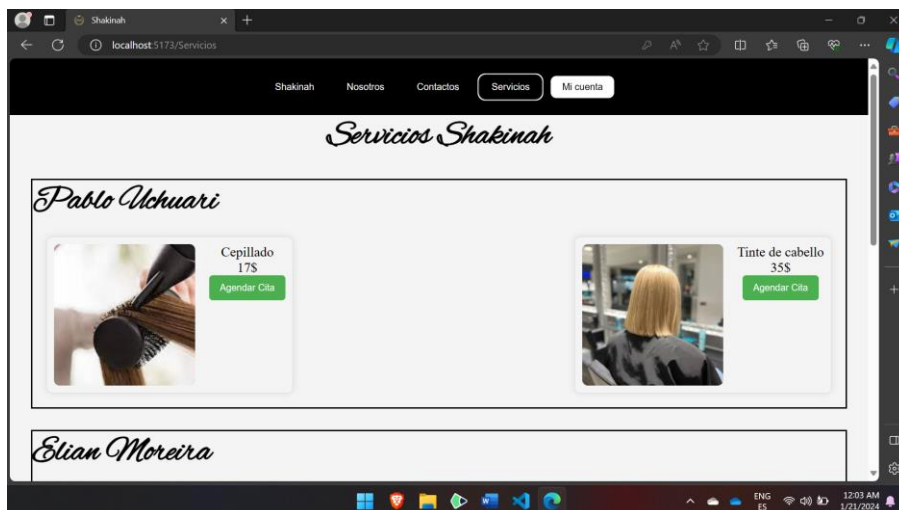 Shakinah
localhost:5173/Servicios
Shakinah Nosotros Contactos Servicios Mi cuenta
Servicios Shakinah
Pablo Uchuari
Cepillado
17$
Agendar Cita
Tinte de cabello
35$
Agendar Cita
Elian Moreira
ENG
ES
12:03 AM
1/21/2024